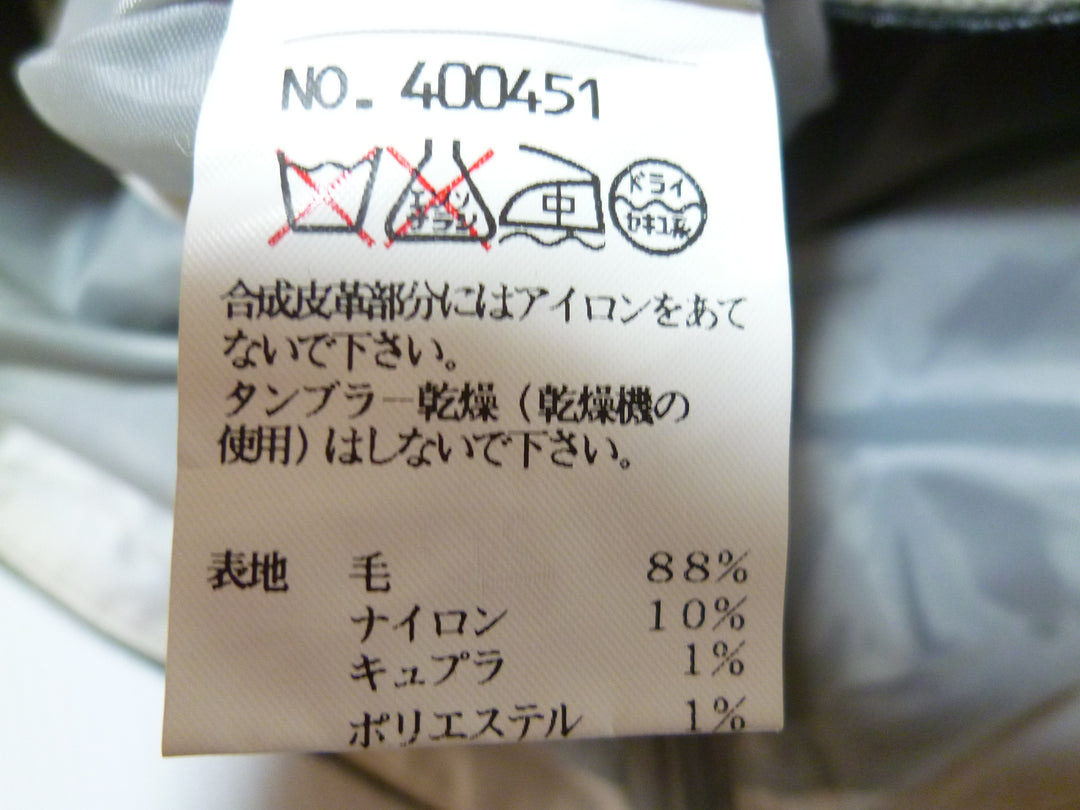 NO. 400451
エンソ サラシ 中 ドライ セキユ系
合成皮革部分にはアイロンをあて
ないで下さい。
タンブラー乾燥（乾燥機の
使用）はしないで下さい。
表地 毛 88%
ナイロン 10%
キュプラ 1%
ポリエステル 1%